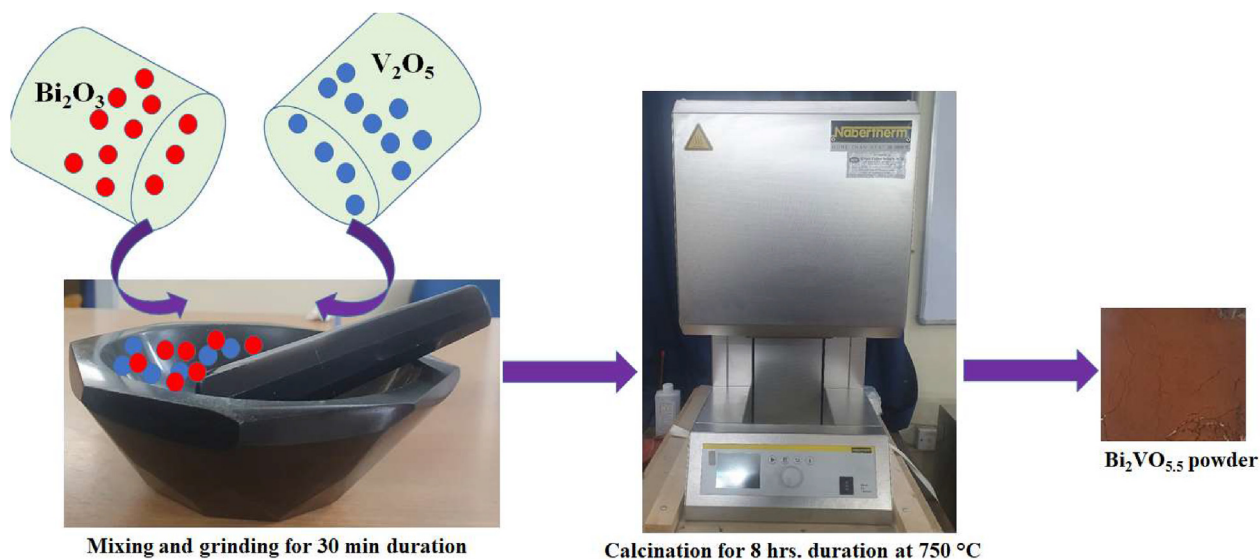 Bi₂O₃
V₂O₅
Nabertherm
Mixing and grinding for 30 min duration
Calcination for 8 hrs. duration at 750 °C
Bi₂VO₅.₅ powder